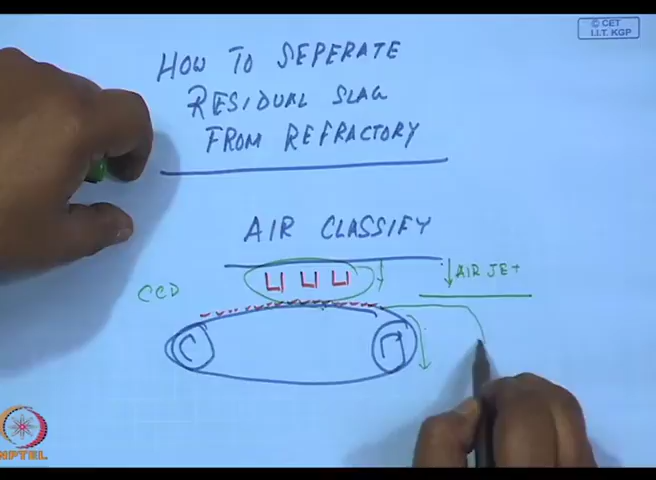 © CET
I.I.T. KGP
HOW TO SEPERATE
RESIDUAL SLAG
FROM REFRACTORY
AIR CLASSIFY
AIR JET
CCD
NPTEL